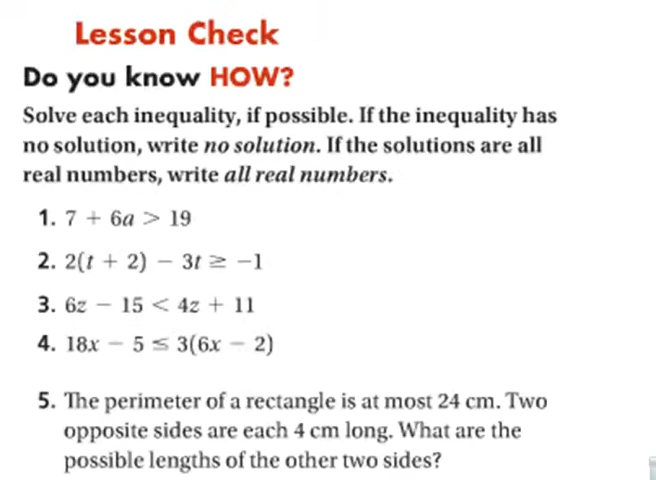 Lesson Check
Do you know HOW?
Solve each inequality, if possible. If the inequality has
no solution, write no solution. If the solutions are all
real numbers, write all real numbers.
1. 7 + 6a > 19
2. 2(t + 2) − 3t ≥ −1
3. 6z − 15 < 4z + 11
4. 18x − 5 ≤ 3(6x − 2)
5. The perimeter of a rectangle is at most 24 cm. Two
opposite sides are each 4 cm long. What are the
possible lengths of the other two sides?